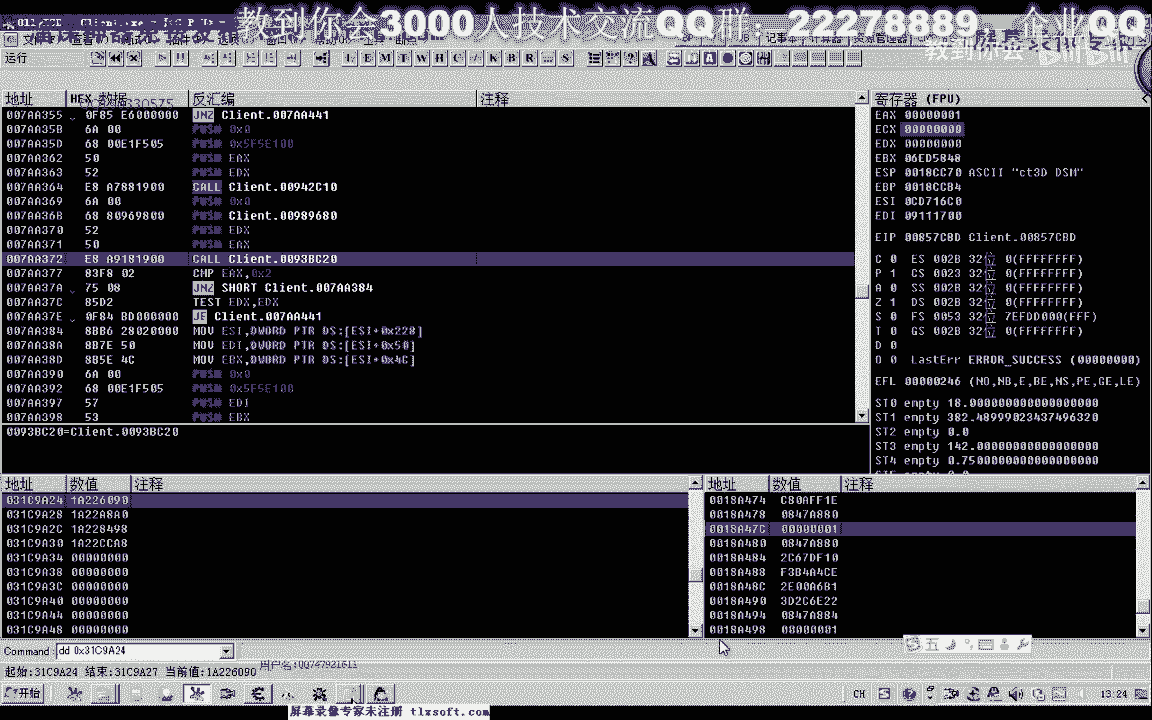 教到你会3000人技术交流QQ群：22278889 企业QQ
教到你会
运行
L E M T W H C / K B R ... S
地址 HEX 数据 反汇编 注释
007AA355 0F85 E6000000 JNZ Client.007AA441
007AA35B 6A 00 PUSH 0x0
007AA35D 68 00E1F505 PUSH 0x5F5E100
007AA362 50 PUSH EAX
007AA363 52 PUSH EDX
007AA364 E8 A7881900 CALL Client.00942C10
007AA369 6A 00 PUSH 0x0
007AA36B 68 80969800 PUSH Client.00989680
007AA370 52 PUSH EDX
007AA371 50 PUSH EAX
007AA372 E8 A9181900 CALL Client.0093BC20
007AA377 83F8 02 CMP EAX,0x2
007AA37A 75 08 JNZ SHORT Client.007AA384
007AA37C 85D2 TEST EDX,EDX
007AA37E 0F84 BD000000 JE Client.007AA441
007AA384 8BB6 28020000 MOV ESI,DWORD PTR DS:[ESI+0x228]
007AA38A 8B7E 50 MOV EDI,DWORD PTR DS:[ESI+0x50]
007AA38D 8B5E 4C MOV EBX,DWORD PTR DS:[ESI+0x4C]
007AA390 6A 00 PUSH 0x0
007AA392 68 00E1F505 PUSH 0x5F5E100
007AA397 57 PUSH EDI
007AA398 53 PUSH EBX
0093BC20=Client.0093BC20
寄存器 (FPU)
EAX 00000001
ECX 00000000
EDX 00000000
EBX 06ED5848
ESP 0018CC70 ASCII "ct3D DSM"
EBP 0018CCB4
ESI 0CD716C0
EDI 09111700
EIP 00857CBD Client.00857CBD
C 0 ES 002B 32位 0(FFFFFFFF)
P 1 CS 0023 32位 0(FFFFFFFF)
A 0 SS 002B 32位 0(FFFFFFFF)
Z 1 DS 002B 32位 0(FFFFFFFF)
S 0 FS 0053 32位 7EFDD000(FFF)
T 0 GS 002B 32位 0(FFFFFFFF)
D 0
O 0 LastErr ERROR_SUCCESS (00000000)
EFL 00000246 (NO,NB,E,BE,NS,PE,GE,LE)
ST0 empty 18.000000000000000000
ST1 empty 382.48999023437496320
ST2 empty 0.0
ST3 empty 142.00000000000000000
ST4 empty 0.7500000000000000000
地址 数值 注释
031C9A24 1A226090
031C9A28 1A22A8A0
031C9A2C 1A228498
031C9A30 1A22CCA8
031C9A34 00000000
031C9A38 00000000
031C9A3C 00000000
031C9A40 00000000
031C9A44 00000000
031C9A48 00000000
地址 数值 注释
0018A474 C80AFF1E
0018A478 0847A880
0018A47C 00000001
0018A480 0847A880
0018A484 2C67DF10
0018A488 F3B4A4CE
0018A48C 2E00A6B1
0018A490 3D2C6E22
0018A494 0847A884
0018A498 08000001
Command: dd 0x31C9A24
起始:31C9A24 结束:31C9A27 当前值:1A226090
用户名:QQ747921611
开始
CH
13:24
屏幕录像专家未注册 tlxsoft.com